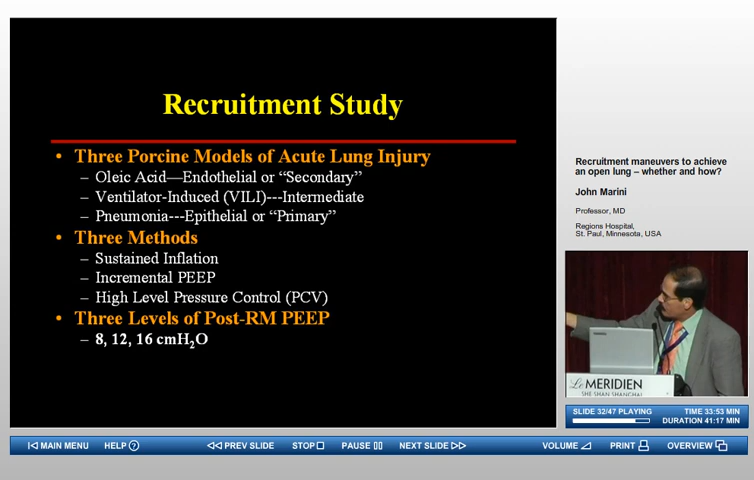 Recruitment Study
• Three Porcine Models of Acute Lung Injury
– Oleic Acid—Endothelial or “Secondary”
– Ventilator-Induced (VILI)---Intermediate
– Pneumonia---Epithelial or “Primary”
• Three Methods
– Sustained Inflation
– Incremental PEEP
– High Level Pressure Control (PCV)
• Three Levels of Post-RM PEEP
– 8, 12, 16 cmH₂O
Recruitment maneuvers to achieve
an open lung – whether and how?
John Marini
Professor, MD
Regions Hospital,
St. Paul, Minnesota, USA
Le MERIDIEN
SHE SHAN SHANGHAI
SLIDE 32/47 PLAYING TIME 33:53 MIN
DURATION 41:17 MIN
MAIN MENU HELP ? PREV SLIDE STOP PAUSE NEXT SLIDE VOLUME PRINT OVERVIEW